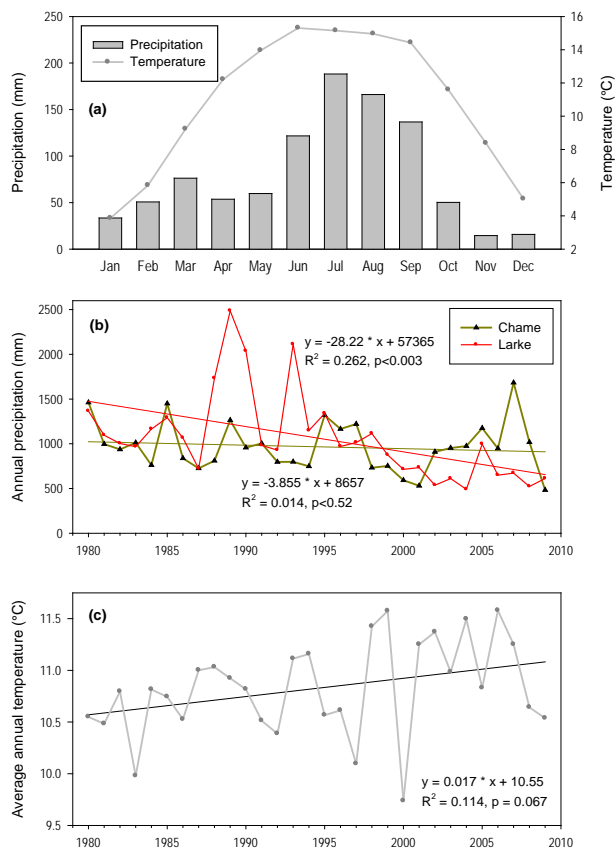 250
200
150
100
50
0
Precipitation (mm)
Precipitation
Temperature
(a)
16
14
12
10
8
6
4
2
Temperature (°C)
Jan Feb Mar Apr May Jun Jul Aug Sep Oct Nov Dec
2500
2000
1500
1000
500
0
Annual precipitation
(mm)
(b)
y = -28.22 * x + 57365
R² = 0.262, p<0.003
Chame
Larke
y = -3.855 * x + 8657
R² = 0.014, p<0.52
1980 1985 1990 1995 2000 2005 2010
11.5
11.0
10.5
10.0
9.5
Average annual temperature (°C)
(c)
y = 0.017 * x + 10.55
R² = 0.114, p = 0.067
1980 1985 1990 1995 2000 2005 2010